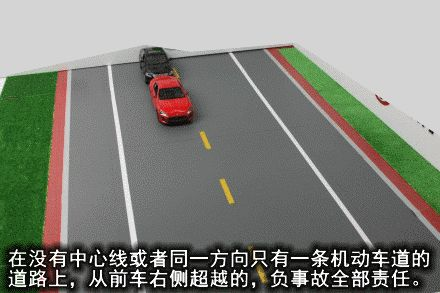 在没有中心线或者同一方向只有一条机动车道的
道路上，从前车右侧超越的，负事故全部责任。